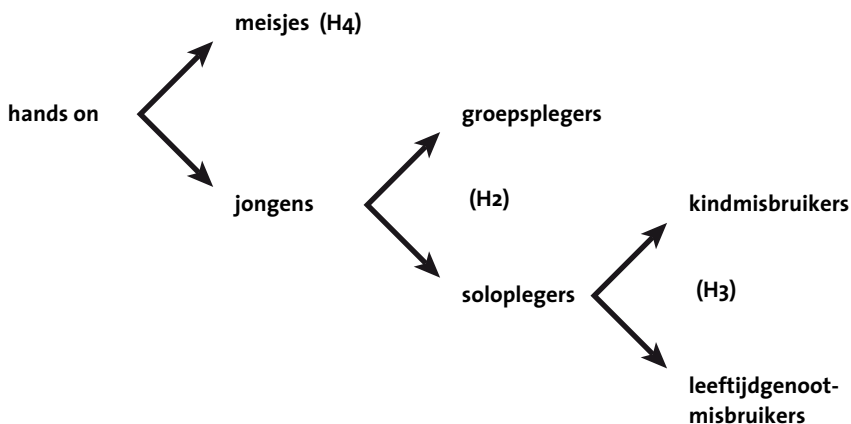 meisjes (H4)
hands on
groepsplegers
jongens
(H2)
kindmisbruikers
soloplegers
(H3)
leeftijdgenoot-
misbruikers